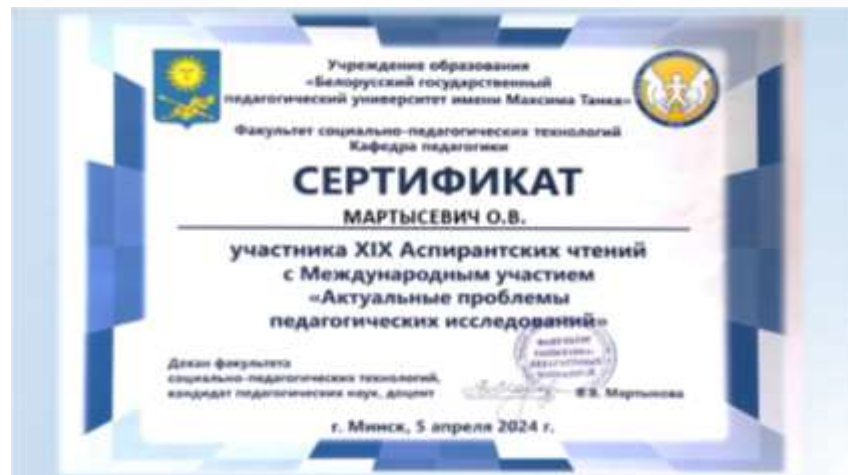 Учреждение образования
«Белорусский государственный
педагогический университет имени Максима Танка»
Факультет социально-педагогических технологий
Кафедра педагогики
СЕРТИФИКАТ
МАРТЫСЕВИЧ О.В.
участника XIX Аспирантских чтений
с Международным участием
«Актуальные проблемы
педагогических исследований»
Декан факультета
социально-педагогических технологий,
кандидат педагогических наук, доцент
В.В. Мартынова
г. Минск, 5 апреля 2024 г.